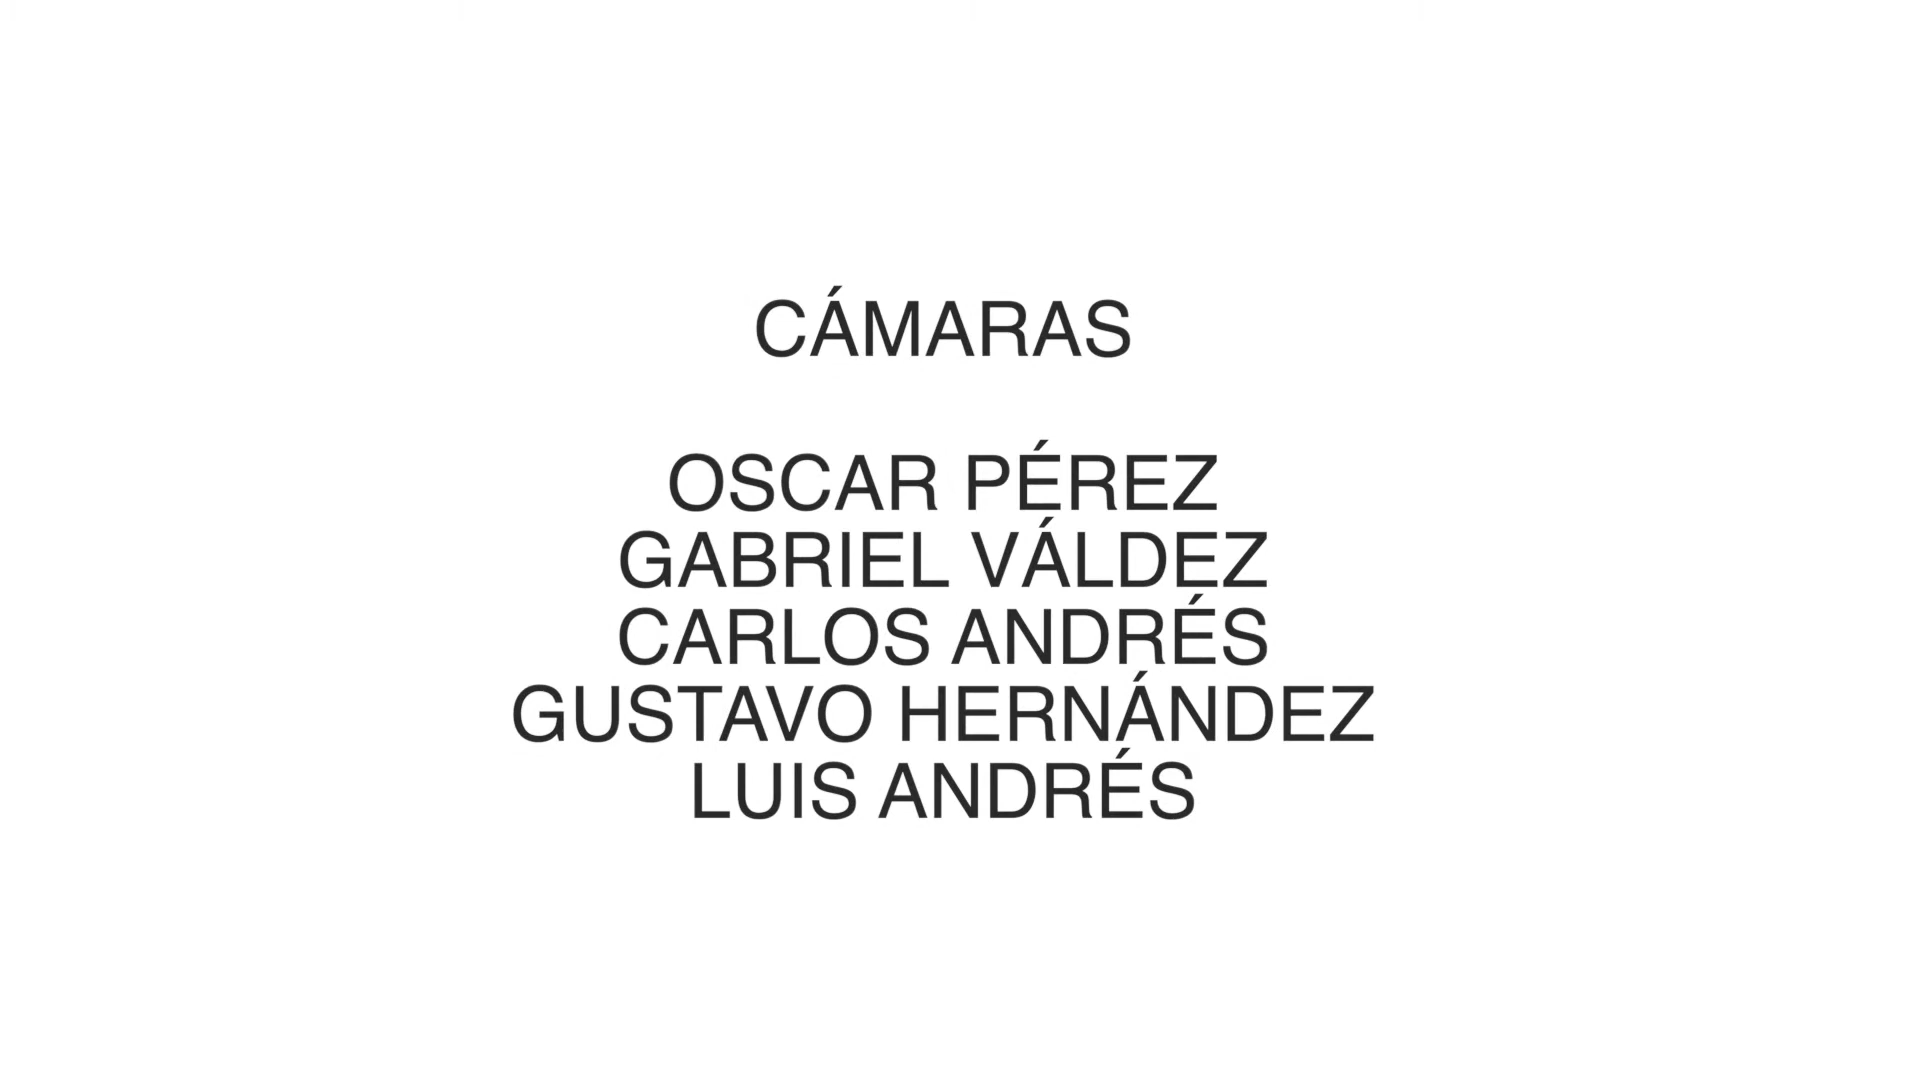 CÁMARAS
OSCAR PÉREZ
GABRIEL VÁLDEZ
CARLOS ANDRÉS
GUSTAVO HERNÁNDEZ
LUIS ANDRÉS